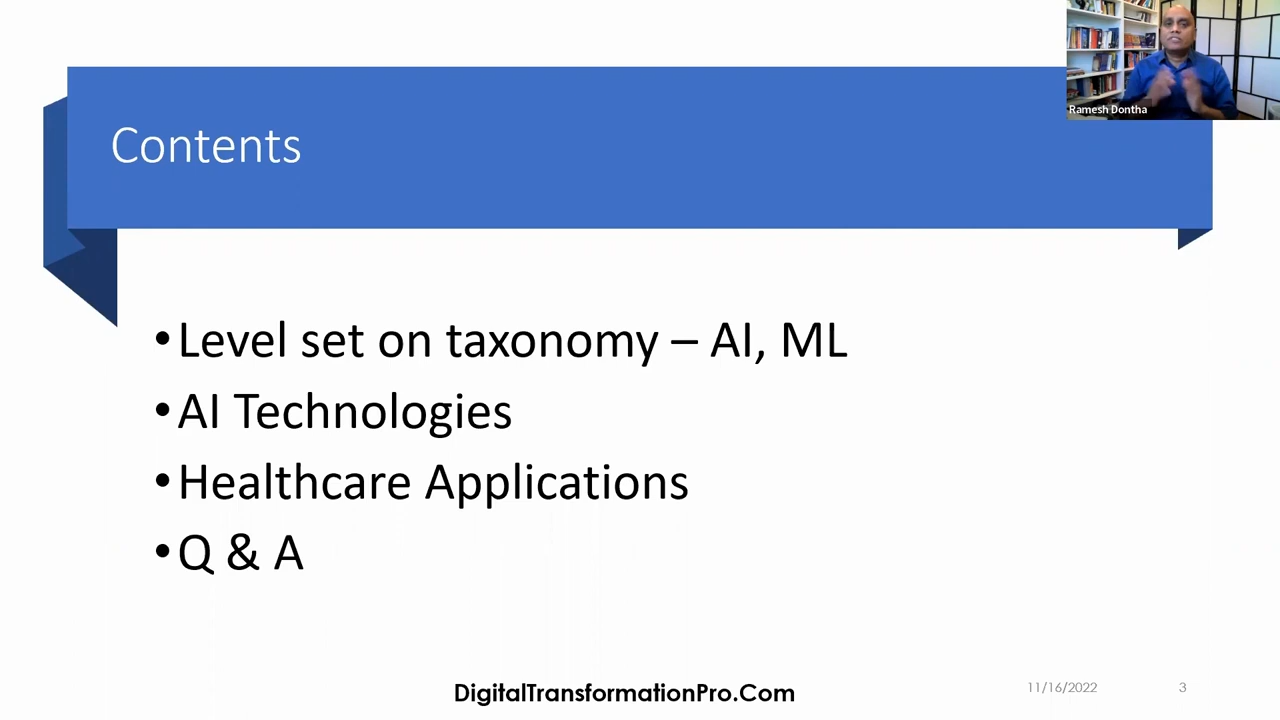 Ramesh Dontha
Contents
•Level set on taxonomy – AI, ML
•AI Technologies
•Healthcare Applications
•Q & A
DigitalTransformationPro.Com
11/16/2022
3